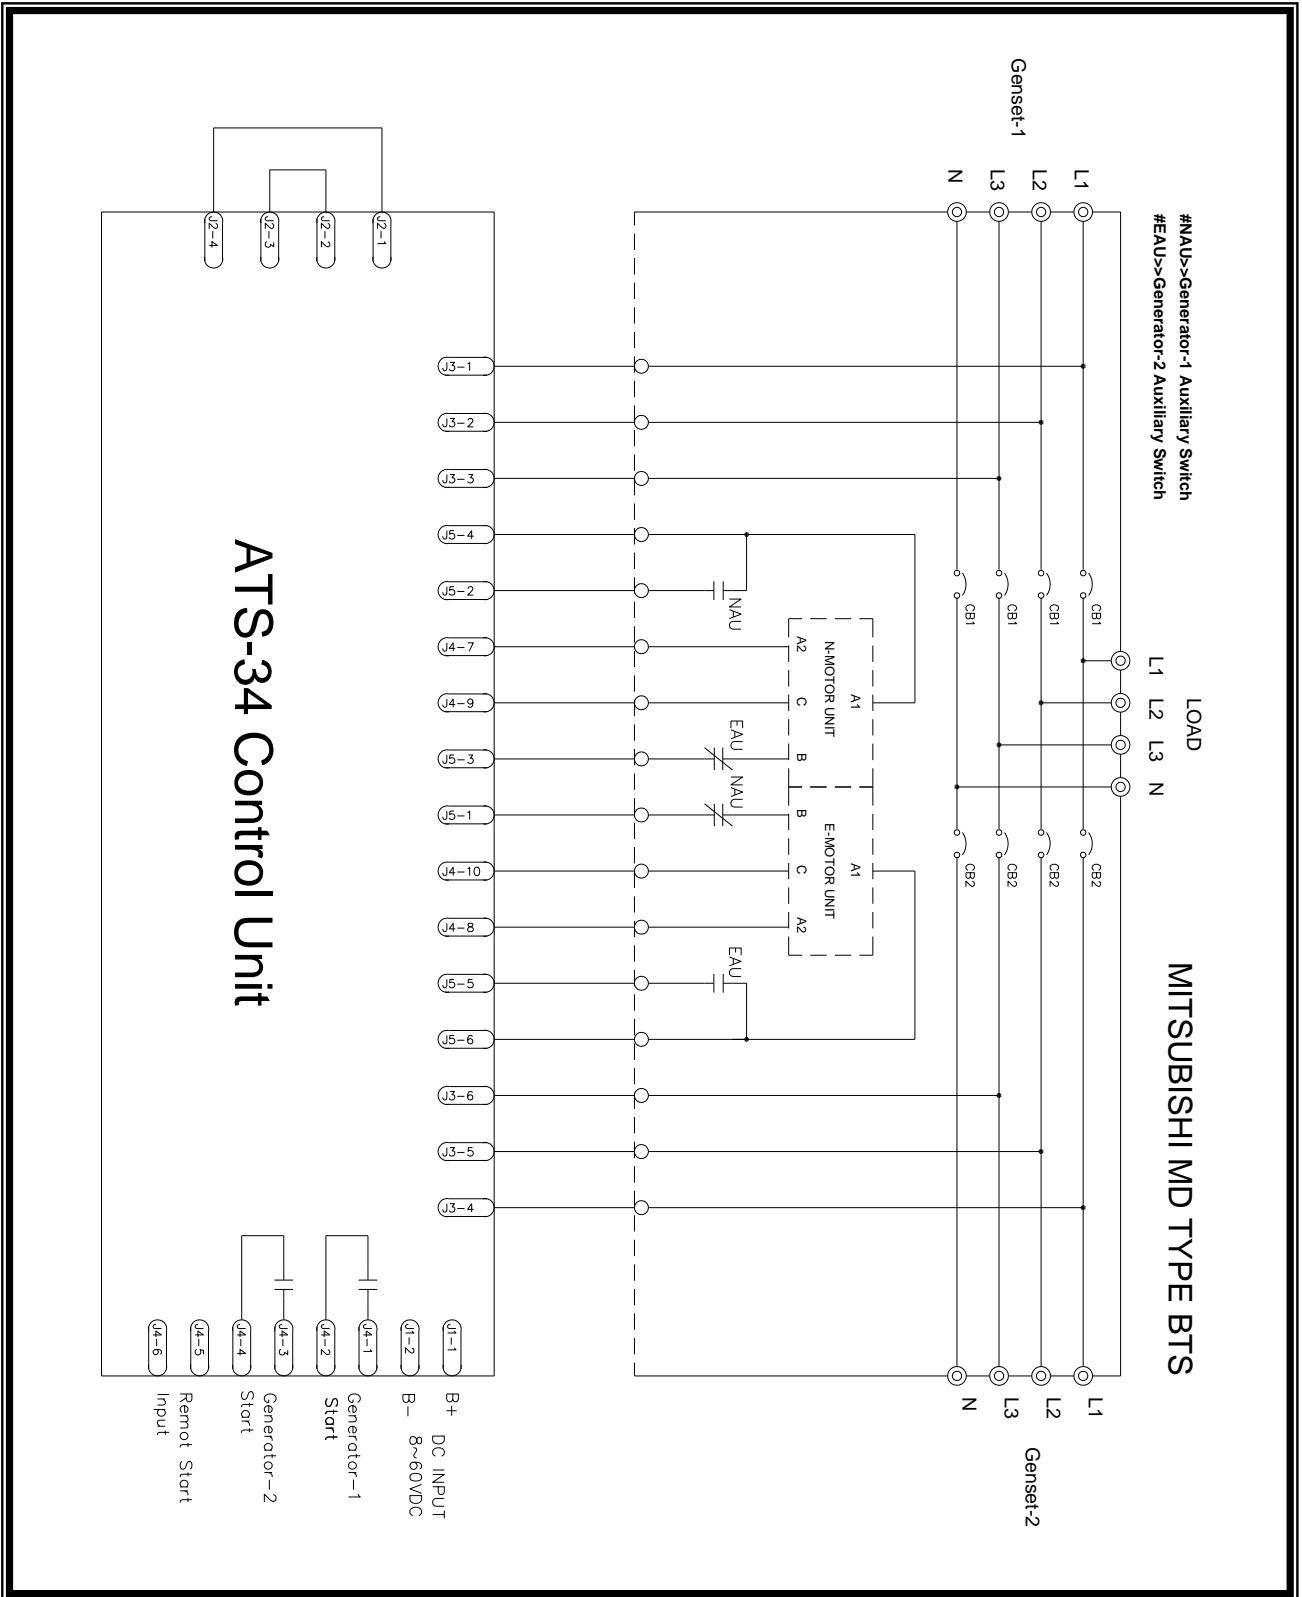 MITSUBISHI MD TYPE BTS
#NAU>>Generator-1 Auxiliary Switch
#EAU>>Generator-2 Auxiliary Switch
LOAD
L1 L2 L3 N
Genset-1
L1
L2
L3
N
CB1
CB1
CB1
CB1
CB2
CB2
CB2
CB2
L1
L2
L3
N
Genset-2
A1
N-MOTOR UNIT
A2 C B
A1
E-MOTOR UNIT
B C A2
NAU
EAU
NAU
EAU
J3-1
J3-2
J3-3
J5-4
J5-2
J4-7
J4-9
J5-3
J5-1
J4-10
J4-8
J5-5
J5-6
J3-6
J3-5
J3-4
J2-1
J2-2
J2-3
J2-4
ATS-34 Control Unit
J1-1 B+ DC INPUT
J1-2 B- 8~60VDC
J4-1 Generator-1
J4-2 Start
J4-3 Generator-2
J4-4 Start
J4-5 Remot Start
J4-6 Input